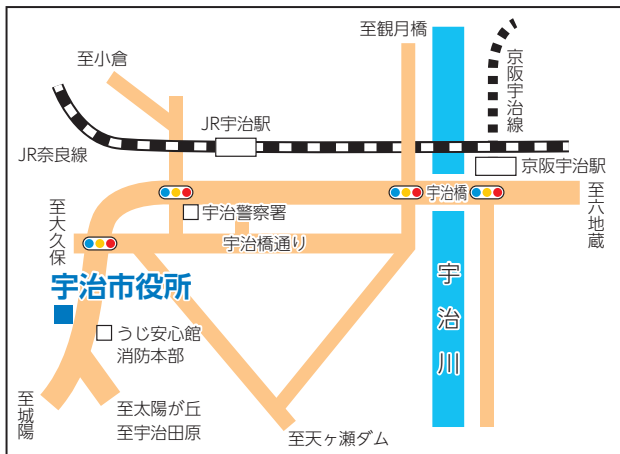 至観月橋
至小倉
京阪宇治線
JR宇治駅
JR奈良線
京阪宇治駅
宇治橋
至六地蔵
至大久保
宇治警察署
宇治橋通り
宇治川
宇治市役所
うじ安心館
消防本部
至城陽
至太陽が丘
至宇治田原
至天ヶ瀬ダム